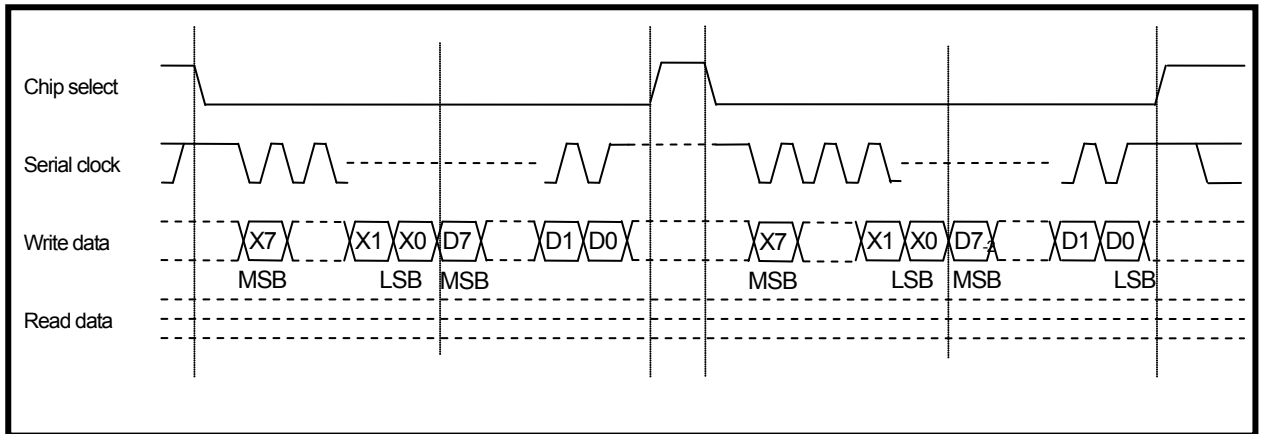 Chip select
Serial clock
Write data X7 X1 X0 D7 D1 D0 X7 X1 X0 D7-2 D1 D0
MSB LSB MSB MSB LSB MSB LSB
Read data